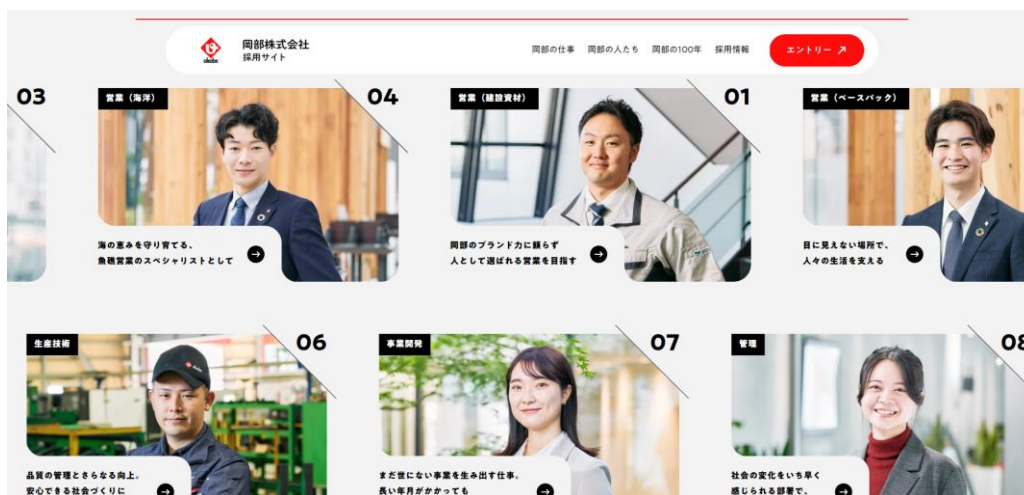 okabe
岡部株式会社
採用サイト
岡部の仕事
岡部の人たち
岡部の100年
採用情報
エントリー
03
営業（海洋）
04
海の恵みを守り育てる、
魚礁営業のスペシャリストとして
営業（建設資材）
01
岡部のブランド力に頼らず
人として選ばれる営業を目指す
営業（ベースパック）
目に見えない場所で、
人々の生活を支える
生産技術
06
品質の管理とさらなる向上。
安心できる社会づくりに
事業開発
07
まだ世にない事業を生み出す仕事。
長い年月がかかっても
管理
08
社会の変化をいち早く
感じられる部署で、